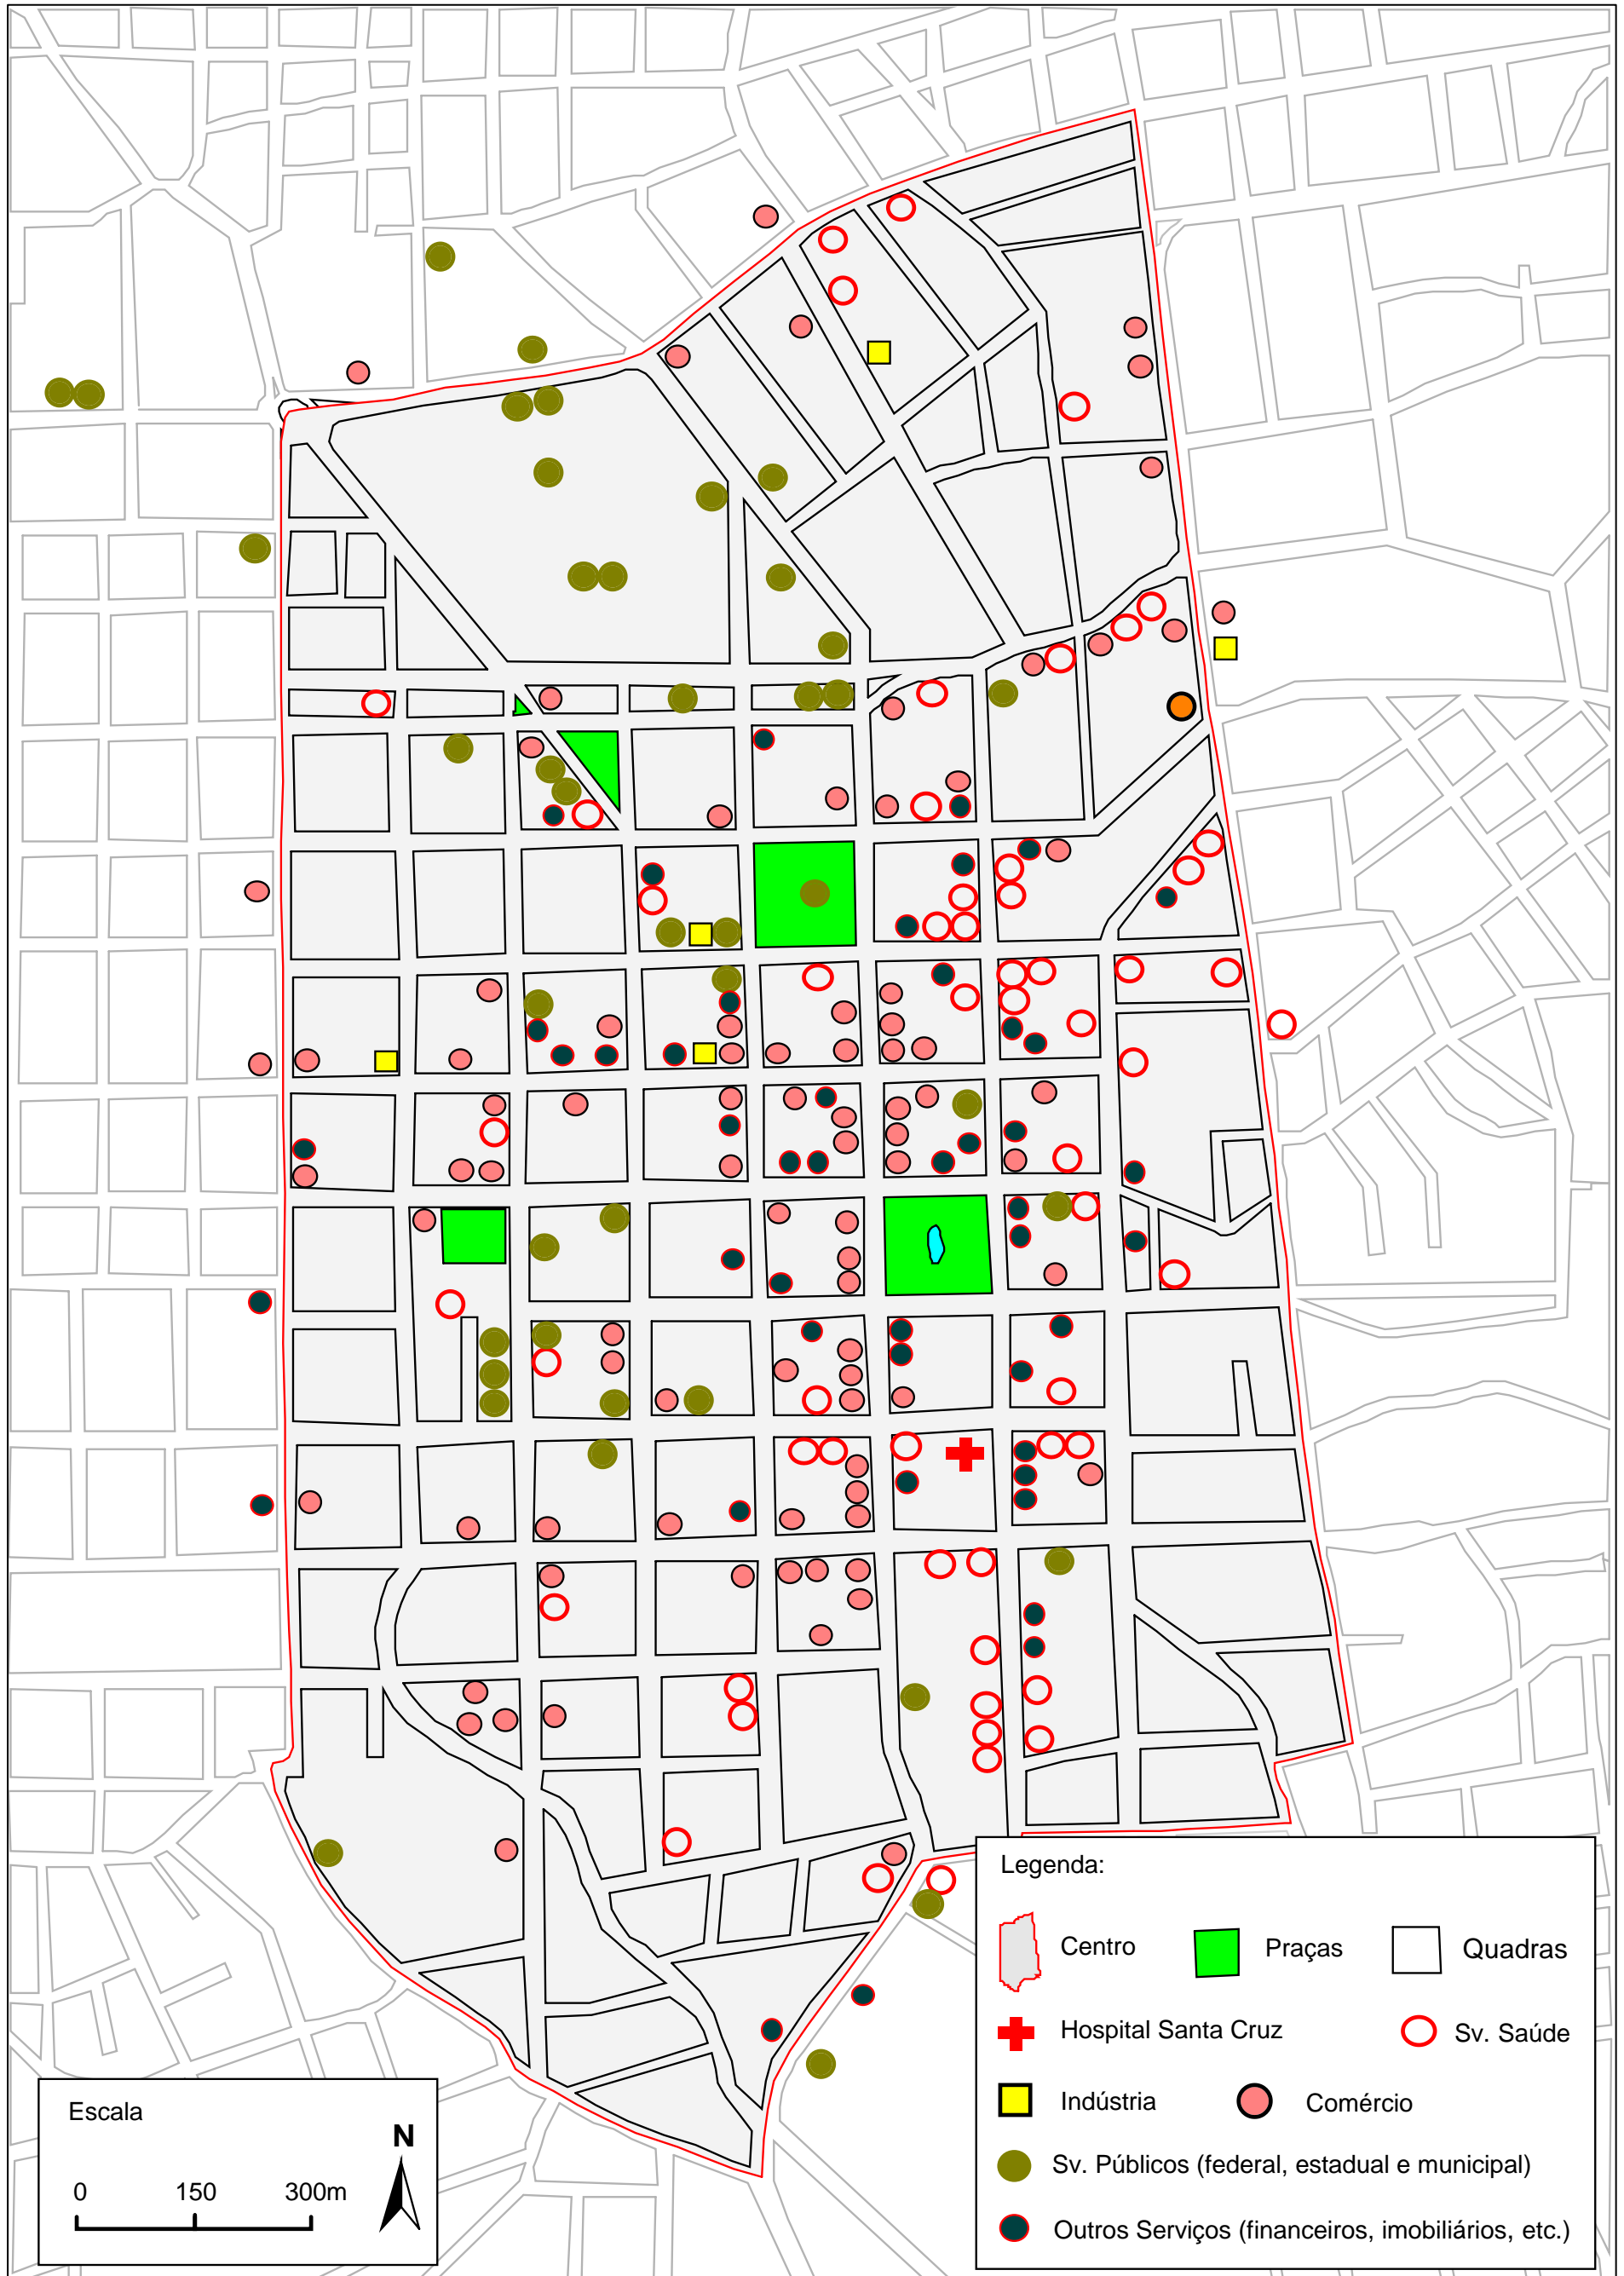 Legenda:
Centro
Praças
Quadras
Hospital Santa Cruz
Sv. Saúde
Indústria
Comércio
Sv. Públicos (federal, estadual e municipal)
Outros Serviços (financeiros, imobiliários, etc.)
Escala
N
0 150 300m